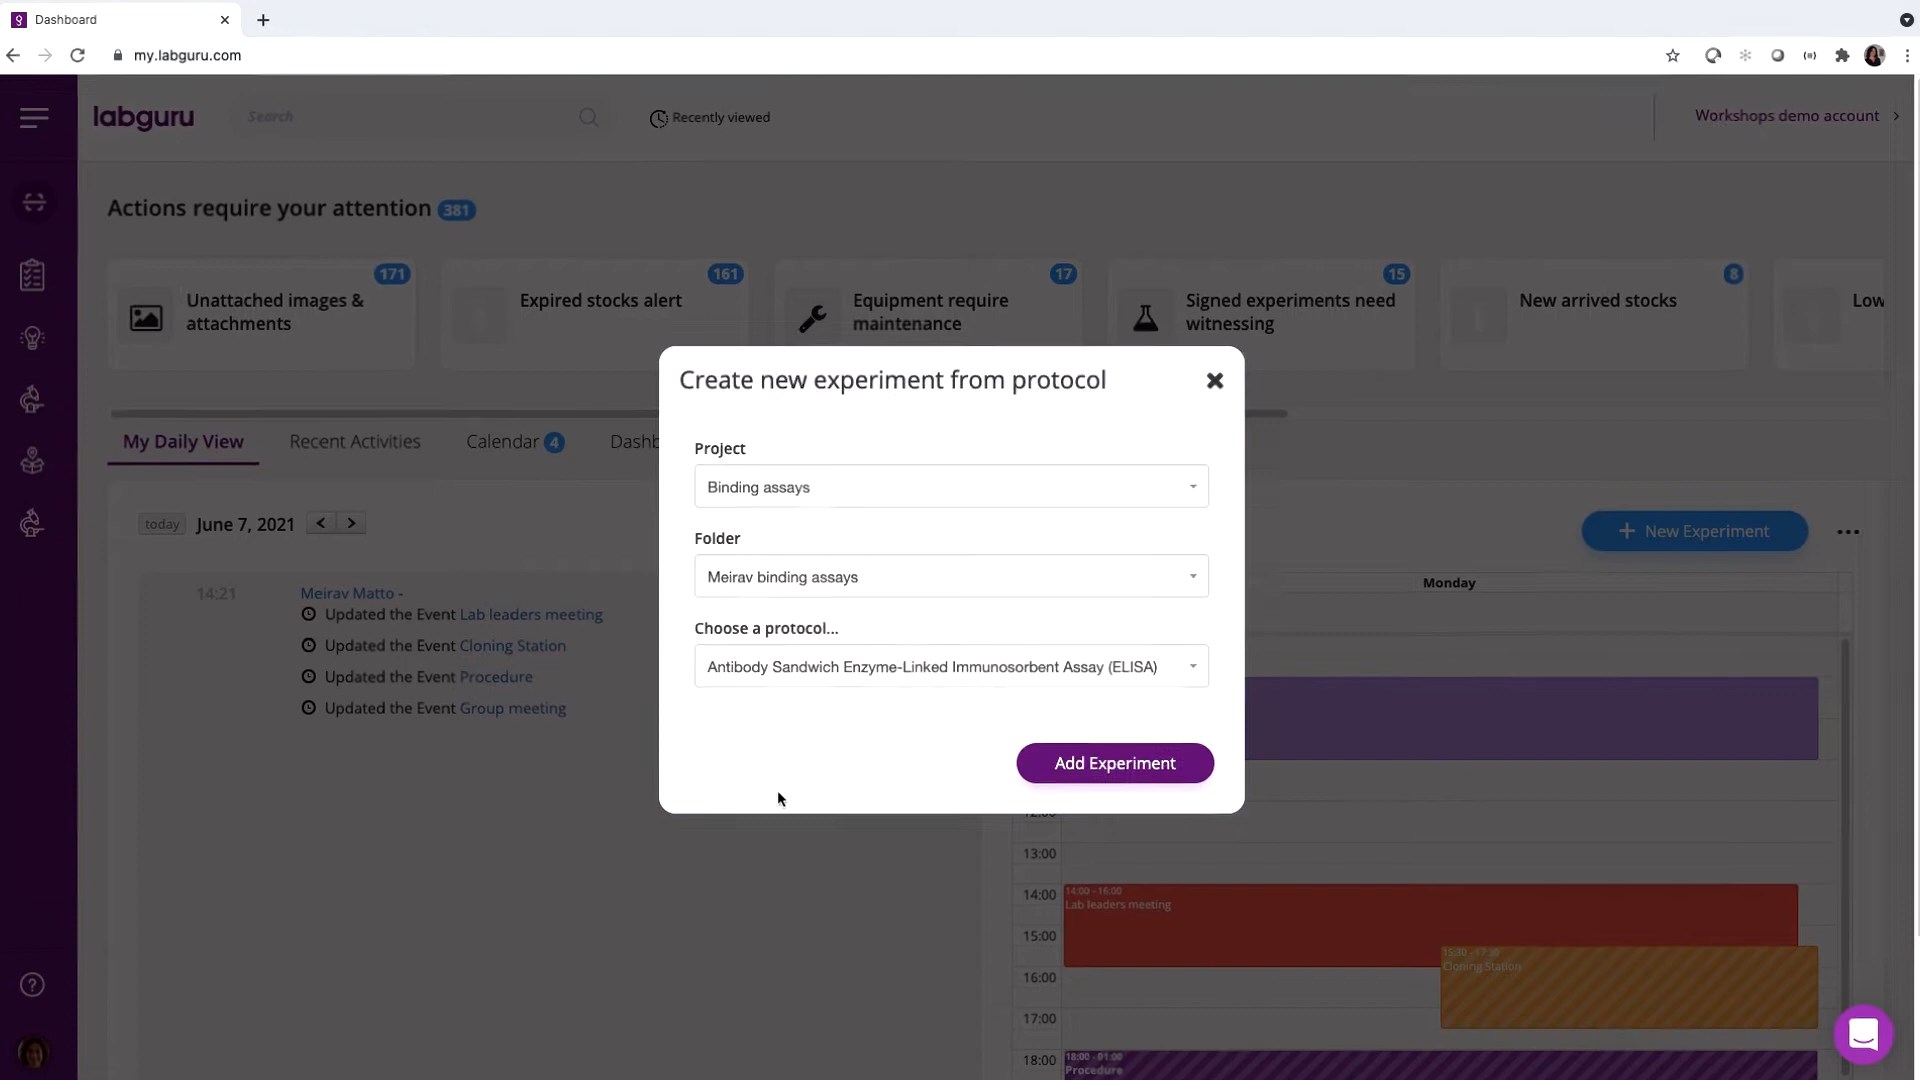 Dashboard
my.labguru.com
labguru
Search
Recently viewed
Workshops demo account
Actions require your attention 381
171
Unattached images &
attachments
161
Expired stocks alert
17
Equipment require
maintenance
15
Signed experiments need
witnessing
8
New arrived stocks
Low
Create new experiment from protocol
My Daily View
Recent Activities
Calendar 4
Dashb
Project
Binding assays
today
June 7, 2021
New Experiment
Folder
Meirav binding assays
Monday
14:21
Meirav Matto -
Updated the Event Lab leaders meeting
Updated the Event Cloning Station
Updated the Event Procedure
Updated the Event Group meeting
Choose a protocol...
Antibody Sandwich Enzyme-Linked Immunosorbent Assay (ELISA)
Add Experiment
12:00
13:00
14:00
14:00 - 16:00
Lab leaders meeting
15:00
Cloning Station
16:00
17:00
18:00
18:00 - 01:00
Procedure